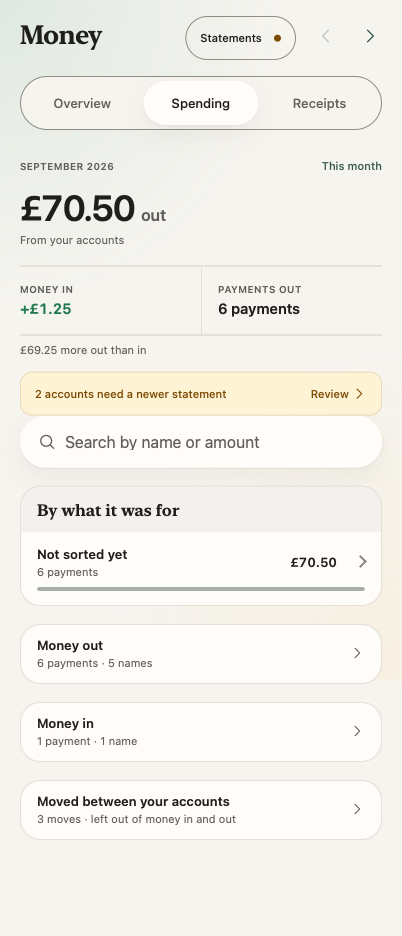 Money
Statements
Overview
Spending
Receipts
SEPTEMBER 2026
This month
£70.50 out
From your accounts
MONEY IN
+£1.25
PAYMENTS OUT
6 payments
£69.25 more out than in
2 accounts need a newer statement
Review
Search by name or amount
By what it was for
Not sorted yet
6 payments
£70.50
Money out
6 payments · 5 names
Money in
1 payment · 1 name
Moved between your accounts
3 moves · left out of money in and out